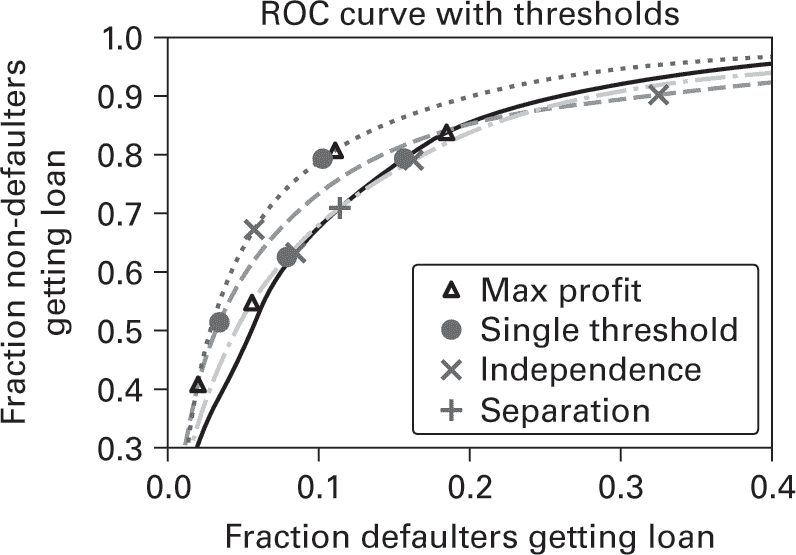 ROC curve with thresholds
Fraction non-defaulters
getting loan
1.0
0.9
0.8
0.7
0.6
0.5
0.4
0.3
Max profit
Single threshold
Independence
Separation
0.0 0.1 0.2 0.3 0.4
Fraction defaulters getting loan